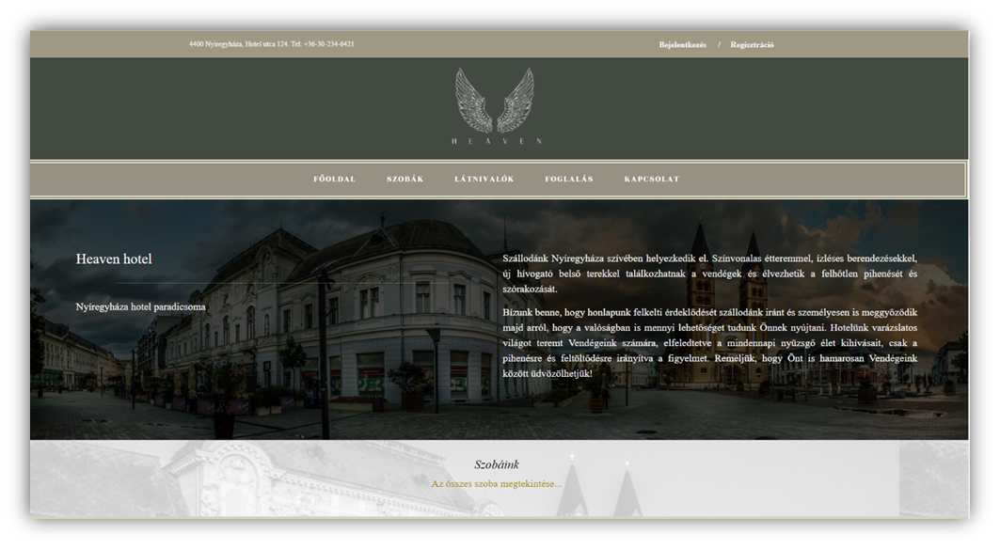 4400 Nyíregyháza, Hotel utca 124. Tel: +36-30-234-6421
Bejelentkezés / Regisztráció
HEAVEN
FŐOLDAL SZOBÁK LÁTNIVALÓK FOGLALÁS KAPCSOLAT
Heaven hotel
Nyíregyháza hotel paradicsoma
Szállodánk Nyíregyháza szívében helyezkedik el. Színvonalas étteremmel, ízléses berendezésekkel,
új hívogató belső terekkel találkozhatnak a vendégek és élvezhetik a felhőtlen pihenését és
szórakozását.
Bízunk benne, hogy honlapunk felkelti érdeklődését szállodánk iránt és személyesen is meggyőződik
majd arról, hogy a valóságban is mennyi lehetőséget tudunk Önnek nyújtani. Hotelünk varázslatos
világot teremt Vendégeink számára, elfeledtetve a mindennapi nyüzsgő élet kihívásait, csak a
pihenésre és feltöltődésre irányítva a figyelmet. Reméljük, hogy Önt is hamarosan Vendégeink
között üdvözölhetjük!
Szobáink
Az összes szoba megtekintése...